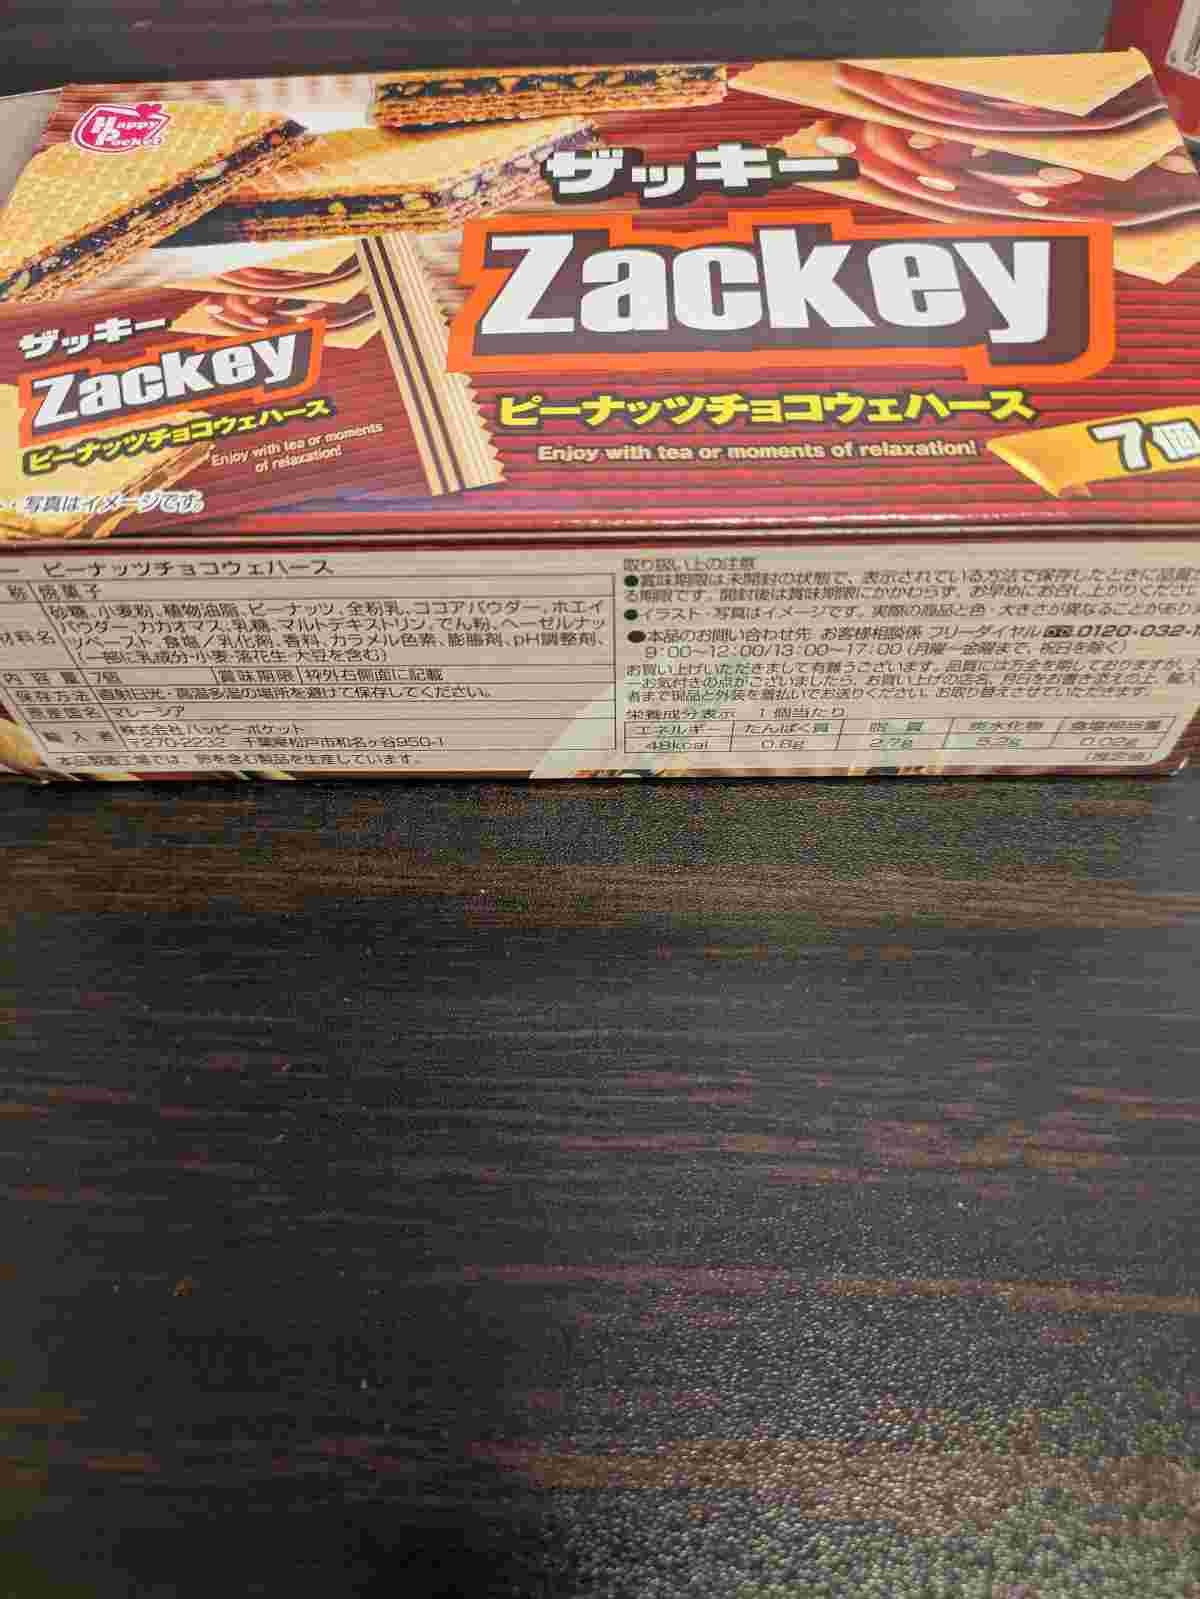 Happy Pocket
ザッキー
Zackey
ピーナッツチョコウェハース
Enjoy with tea or moments of relaxation!
7個
ザッキー
Zackey
ピーナッツチョコウェハース
Enjoy with tea or moments
of relaxation!
・写真はイメージです。
ー ピーナッツチョコウェハース
称 焼菓子
材料名 砂糖、小麦粉、植物油脂、ピーナッツ、全粉乳、ココアパウダー、ホエイ
パウダー、カカオマス、乳糖、マルトデキストリン、でん粉、ヘーゼルナッ
ツペースト、食塩／乳化剤、香料、カラメル色素、膨脹剤、pH調整剤、
(一部に乳成分・小麦・落花生・大豆を含む)
内容量 7個 賞味期限 枠外右側面に記載
保存方法 直射日光・高温多湿の場所を避けて保存してください。
原産国名 マレーシア
輸入者 株式会社ハッピーポケット
〒270-2232 千葉県松戸市和名ヶ谷950-1
本品製造工場では、卵を含む製品を生産しています。
取り扱い上の注意
●賞味期限は未開封の状態で、表示されている方法で保存したときに品質
る期限です。開封後は賞味期限にかかわらず、お早めにお召し上がりくださ
●イラスト・写真はイメージです。実際の商品と色・大きさが異なることがあり
●本品のお問い合わせ先 お客様相談係 フリーダイヤル 0120-032-
9:00〜12:00/13:00〜17:00(月曜〜金曜まで、祝日を除く)
お買い上げいただきまして有難うございます。品質には万全を期しておりますが、
一お気付きの点がございましたら、お買い上げの店名、月日をお書き添えの上、輸入
者まで現品と外装を着払いでお送りください。お取り替えさせていただきます。
栄養成分表示 1個当たり
エネルギー たんぱく質 脂質 炭水化物 食塩相当量
48kcal 0.6g 2.7g 5.2g 0.02g
(推定値)